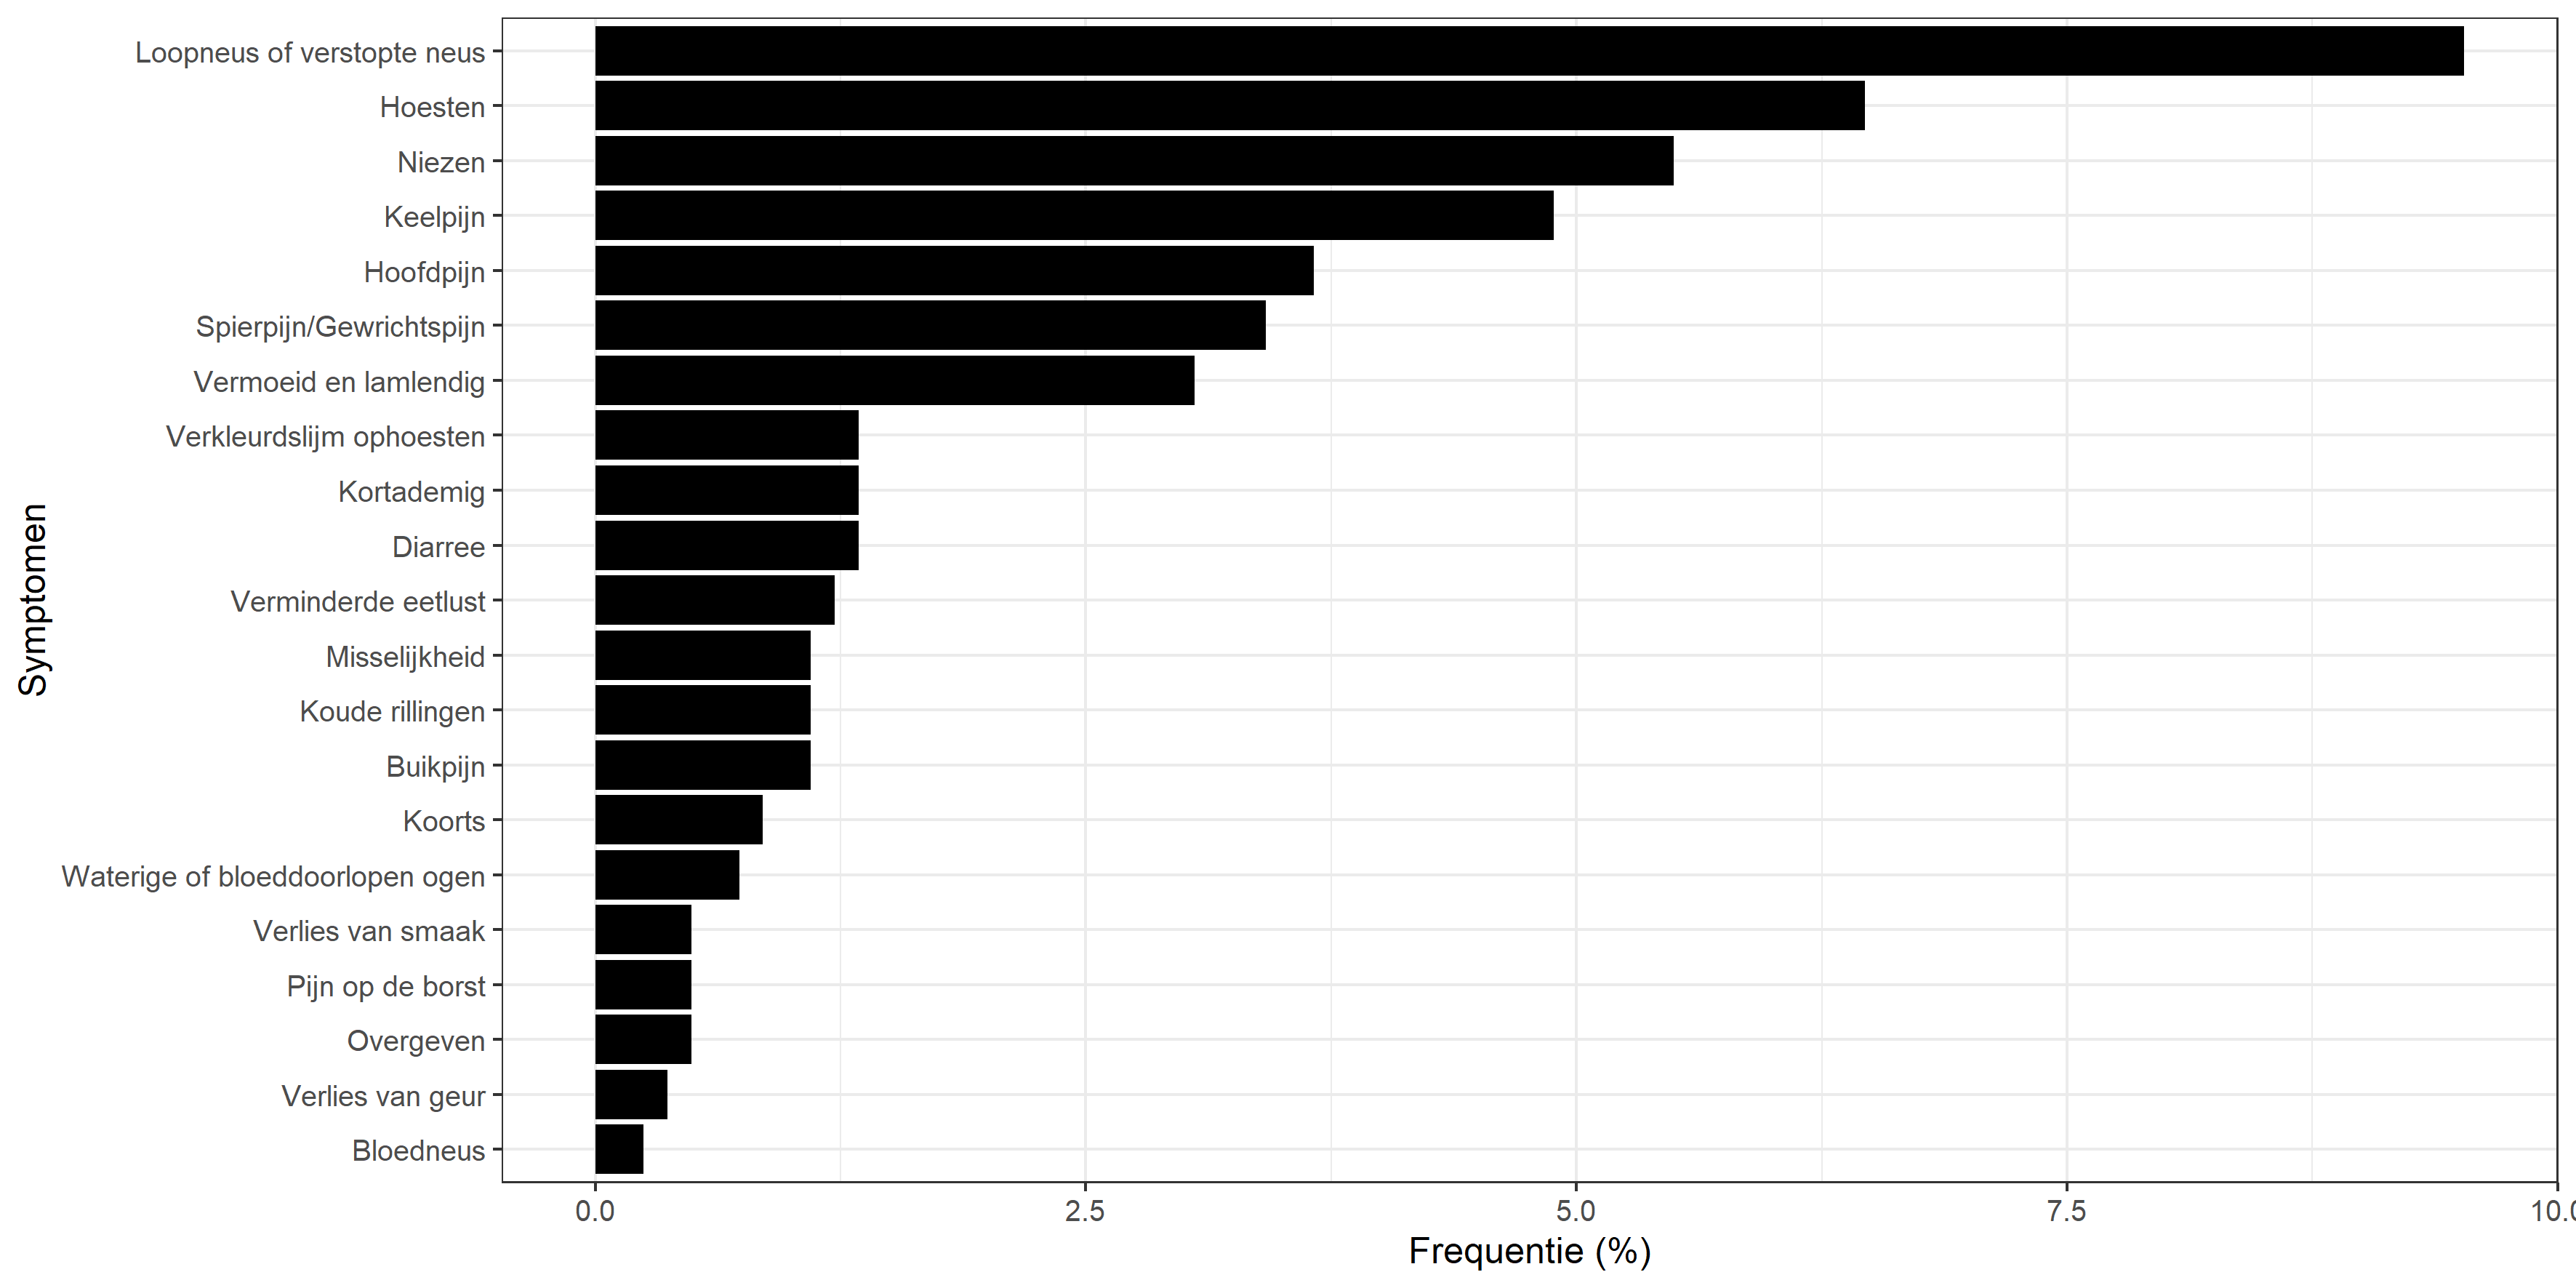 Loopneus of verstopte neus
Hoesten
Niezen
Keelpijn
Hoofdpijn
Spierpijn/Gewrichtspijn
Vermoeid en lamlendig
Verkleurdslijm ophoesten
Kortademig
Diarree
Verminderde eetlust
Misselijkheid
Koude rillingen
Buikpijn
Koorts
Waterige of bloeddoorlopen ogen
Verlies van smaak
Pijn op de borst
Overgeven
Verlies van geur
Bloedneus
Symptomen
0.0 2.5 5.0 7.5 10.0
Frequentie (%)